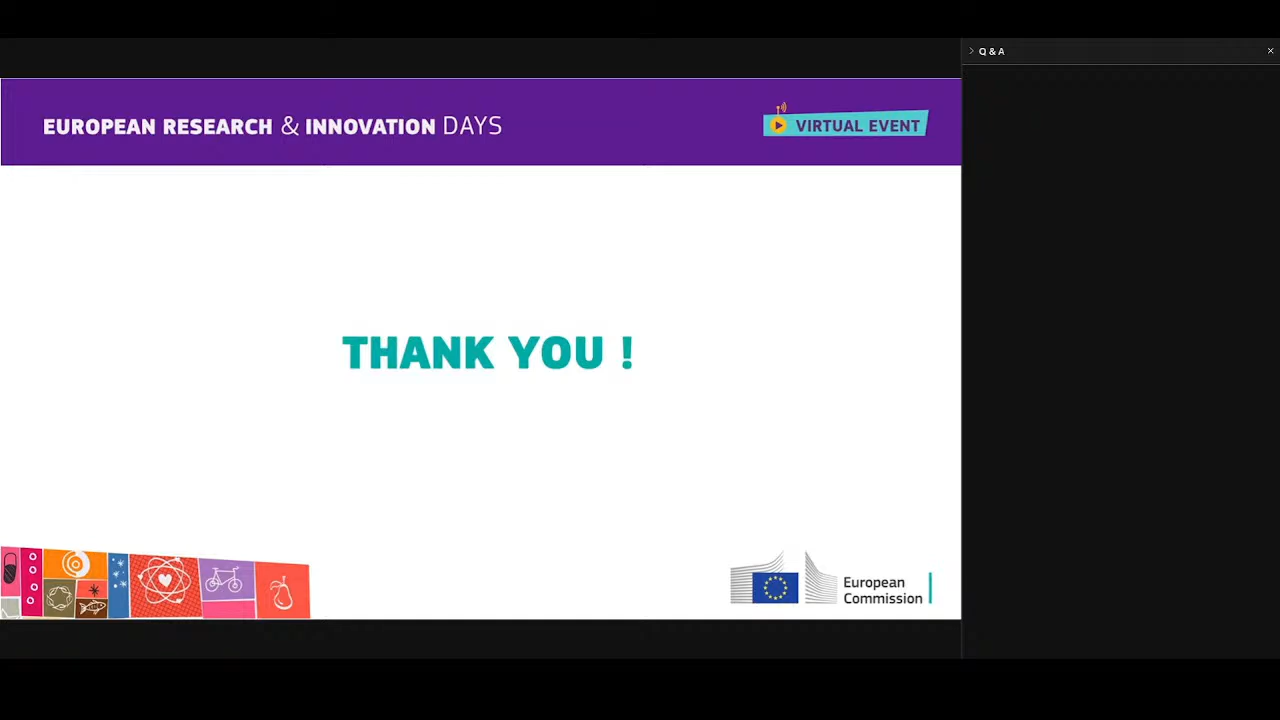 Q & A
EUROPEAN RESEARCH & INNOVATION DAYS
VIRTUAL EVENT
THANK YOU !
European
Commission